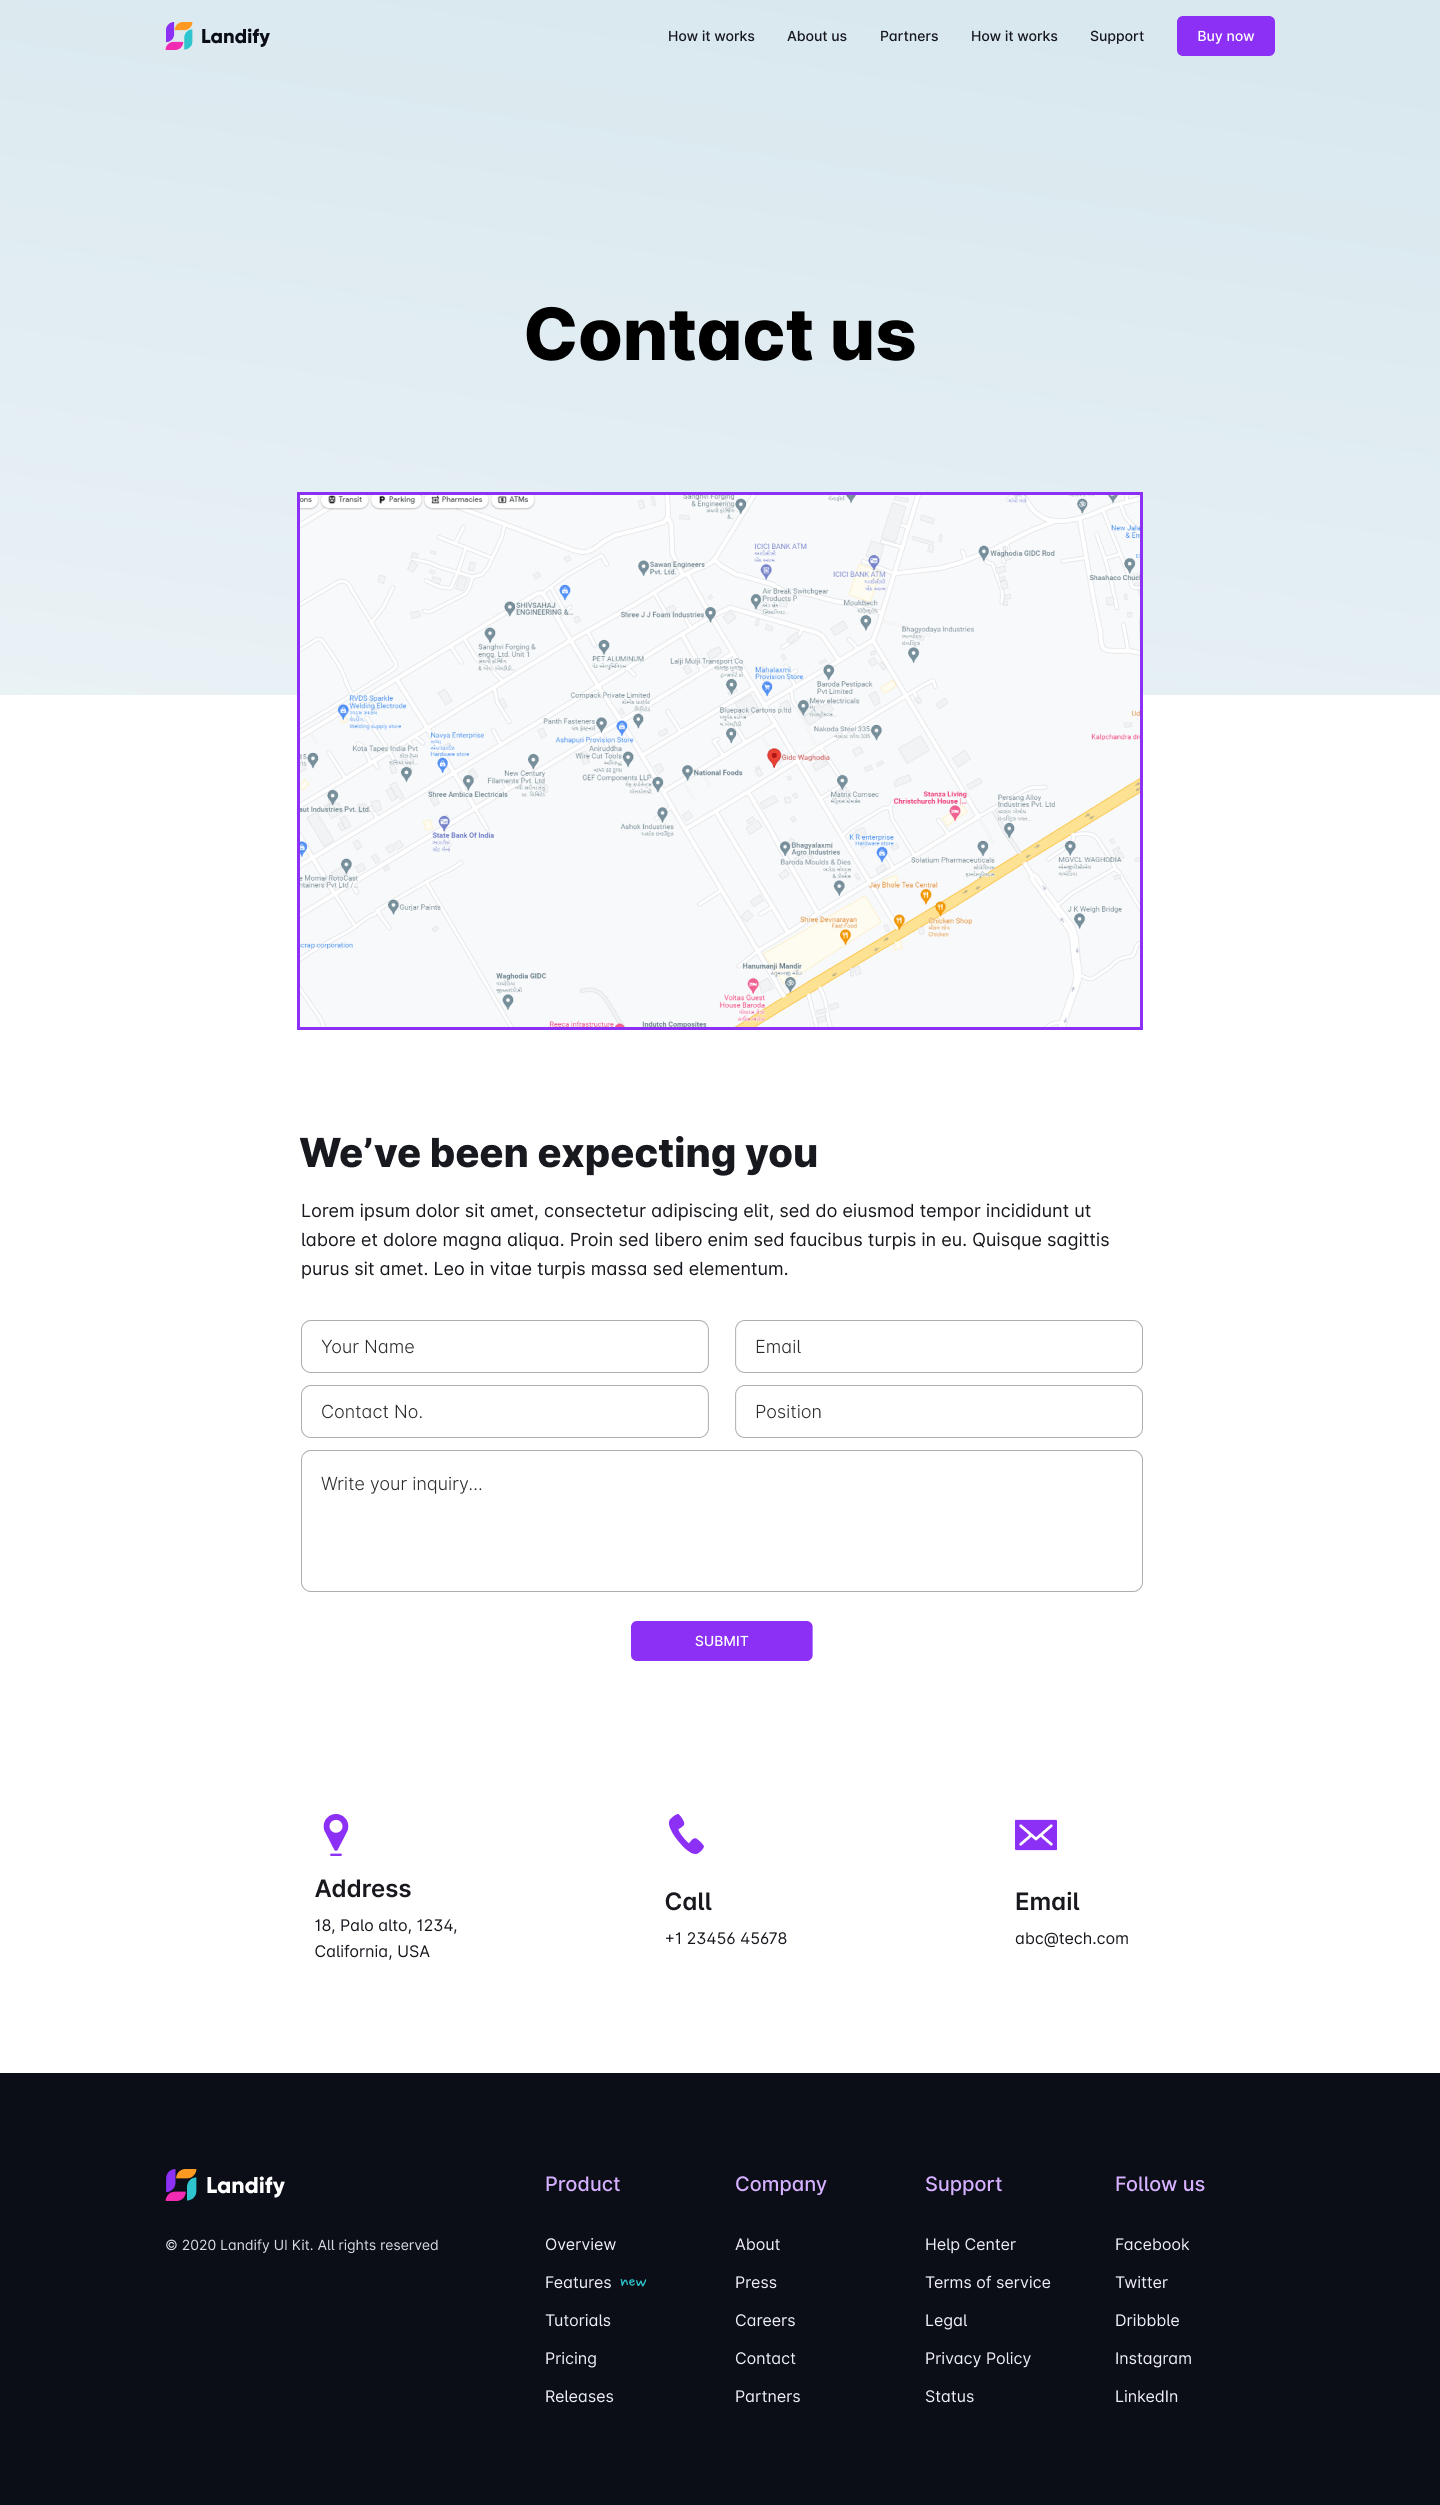 Landify
How it works
About us
Partners
How it works
Support
Buy now
Contact us
ons
Transit
Parking
Pharmacies
ATMs
Sanghvi Forging
& Engineering
ICICI BANK ATM
Waghodia GIDC Rod
Sawan Engineers
Pvt. Ltd.
ICICI BANK ATM
Shashaco Chuc
Air Break Switchgear
Products P
SHIVSAHAJ
ENGINEERING &...
Shree J J Foam Industries
Mouldtech
Bhagyodaya Industries
Sanghvi Forging &
engg. Ltd. Unit 1
PET ALUMINUM
Lalji Mulji Transport Co
Mahalaxmi
Provision Store
Baroda Pestipack
Pvt Limited
Compack Private Limited
RVDS Sparkle
Welding Electrode
Welding supply store
Mew electricals
Bluepack Cartons p.ltd
Panth Fasteners
Nakoda Steel 335
Navya Enterprise
Hardware store
Ashapuri Provision Store
Kalpchandra dr
Kota Tapes India Pvt
Aniruddha
Wire Cut Tools
Gidc Waghodia
New Century
Filaments Pvt. Ltd
GEF Components LLP
National Foods
Shree Ambica Electricals
Matrix Comsec
Stanza Living
Christchurch House |...
Persang Alloy
Industries Pvt. Ltd
aut Industries Pvt. Ltd.
Ashok Industries
State Bank Of India
K R enterprise
Hardware store
Bhagyalaxmi
Agro Industries
Baroda Moulds & Dies
Solatium Pharmaceuticals
MGVCL WAGHODIA
e Mornai RotoCast
ntainers Pvt Ltd /...
Jay Bhole Tea Central
Gurjar Paints
J K Weigh Bridge
Shree Devnarayan
Fast Food
Chicken Shop
Chicken
crap corporation
Hanumanji Mandir
Waghodia GIDC
Voltas Guest
House Baroda
Reeca infrastructure
Indutch Composites
We’ve been expecting you
Lorem ipsum dolor sit amet, consectetur adipiscing elit, sed do eiusmod tempor incididunt ut
labore et dolore magna aliqua. Proin sed libero enim sed faucibus turpis in eu. Quisque sagittis
purus sit amet. Leo in vitae turpis massa sed elementum.
Your Name
Email
Contact No.
Position
Write your inquiry...
SUBMIT
Address
18, Palo alto, 1234,
California, USA
Call
+1 23456 45678
Email
abc@tech.com
Landify
© 2020 Landify UI Kit. All rights reserved
Product
Overview
Features new
Tutorials
Pricing
Releases
Company
About
Press
Careers
Contact
Partners
Support
Help Center
Terms of service
Legal
Privacy Policy
Status
Follow us
Facebook
Twitter
Dribbble
Instagram
LinkedIn